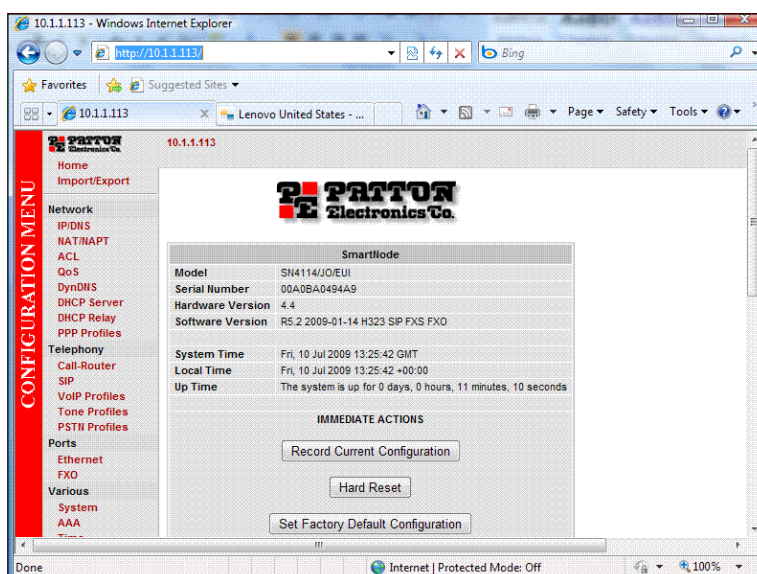 10.1.1.113 - Windows Internet Explorer
http://10.1.1.113/
Bing
Favorites
Suggested Sites
10.1.1.113
Lenovo United States - ...
Page
Safety
Tools
CONFIGURATION MENU
PATTON
Electronics Co.
Home
Import/Export
Network
IP/DNS
NAT/NAPT
ACL
QoS
DynDNS
DHCP Server
DHCP Relay
PPP Profiles
Telephony
Call-Router
SIP
VoIP Profiles
Tone Profiles
PSTN Profiles
Ports
Ethernet
FXO
Various
System
AAA
Time
10.1.1.113
PATTON
Electronics Co.
SmartNode
Model SN4114/JO/EUI
Serial Number 00A0BA0494A9
Hardware Version 4.4
Software Version R5.2 2009-01-14 H323 SIP FXS FXO
System Time Fri, 10 Jul 2009 13:25:42 GMT
Local Time Fri, 10 Jul 2009 13:25:42 +00:00
Up Time The system is up for 0 days, 0 hours, 11 minutes, 10 seconds
IMMEDIATE ACTIONS
Record Current Configuration
Hard Reset
Set Factory Default Configuration
Done
Internet | Protected Mode: Off
100%